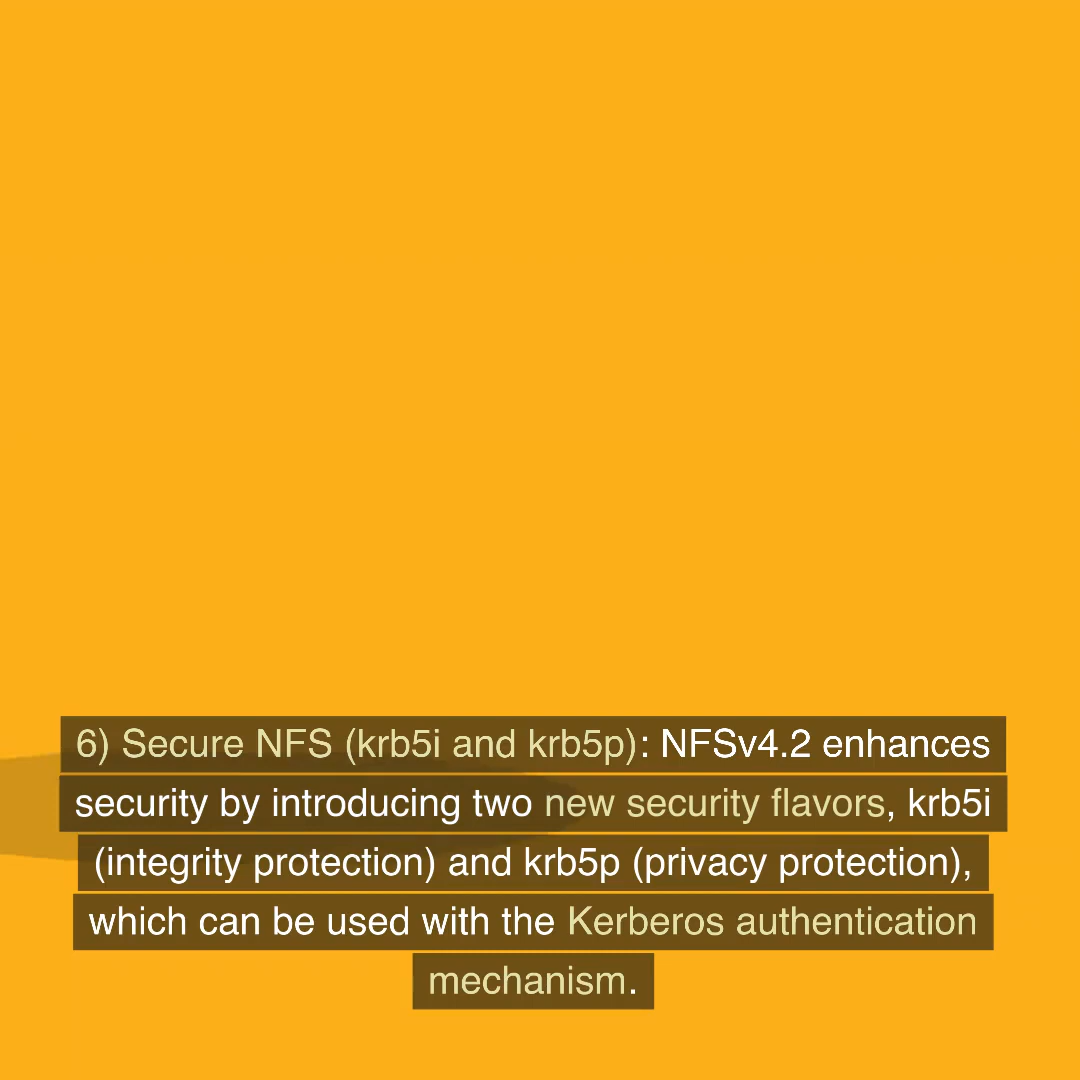 6) Secure NFS (krb5i and krb5p): NFSv4.2 enhances
security by introducing two new security flavors, krb5i
(integrity protection) and krb5p (privacy protection),
which can be used with the Kerberos authentication
mechanism.